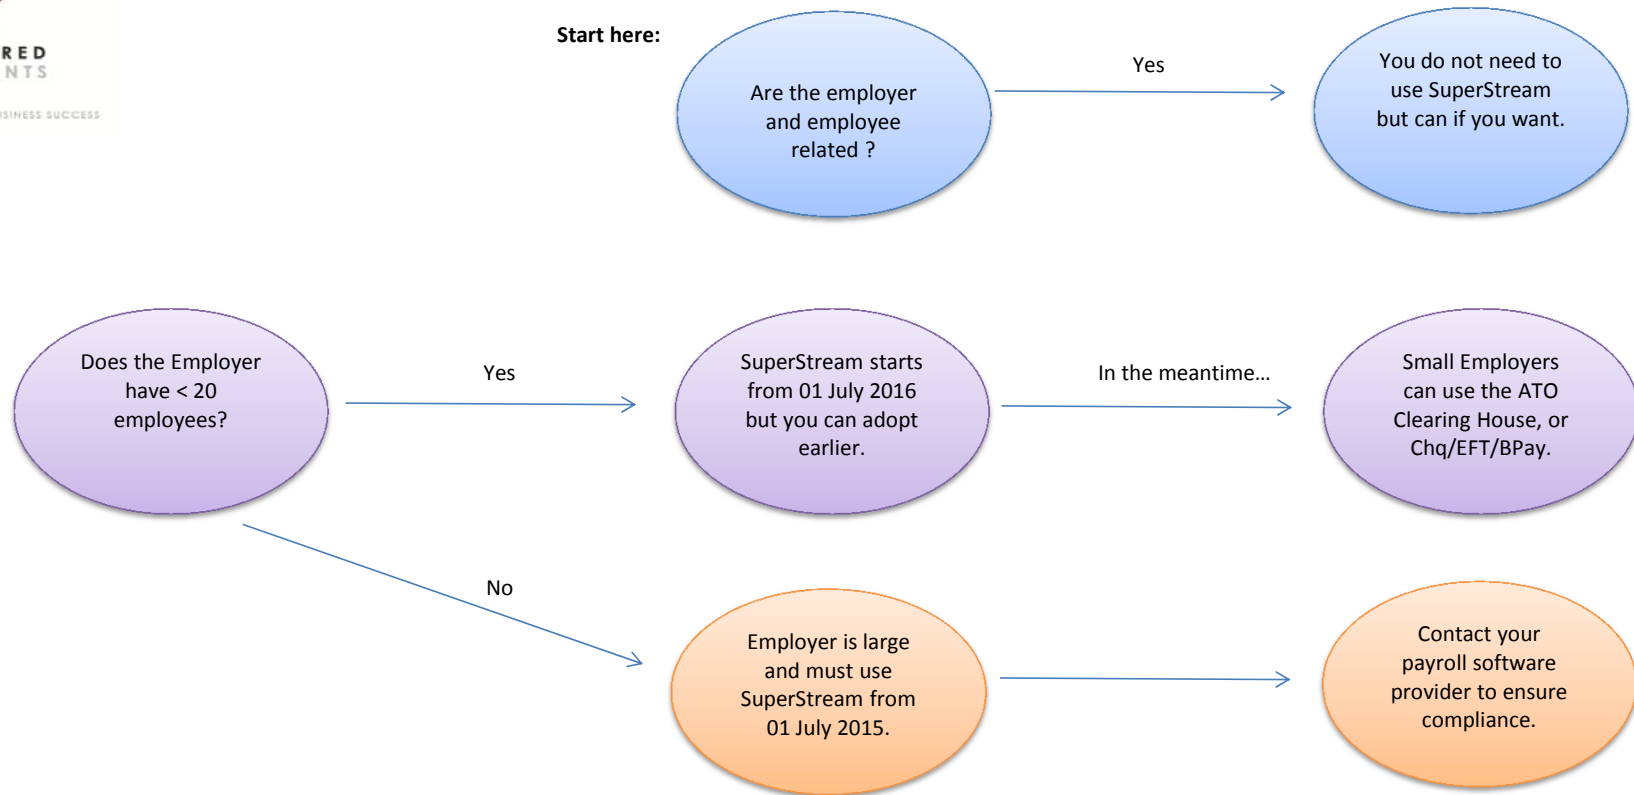 RED
NTS
USINESS SUCCESS
Start here:
Are the employer
and employee
related ?
Yes
You do not need to
use SuperStream
but can if you want.
Does the Employer
have < 20
employees?
Yes
SuperStream starts
from 01 July 2016
but you can adopt
earlier.
In the meantime...
Small Employers
can use the ATO
Clearing House, or
Chq/EFT/BPay.
No
Employer is large
and must use
SuperStream from
01 July 2015.
Contact your
payroll software
provider to ensure
compliance.